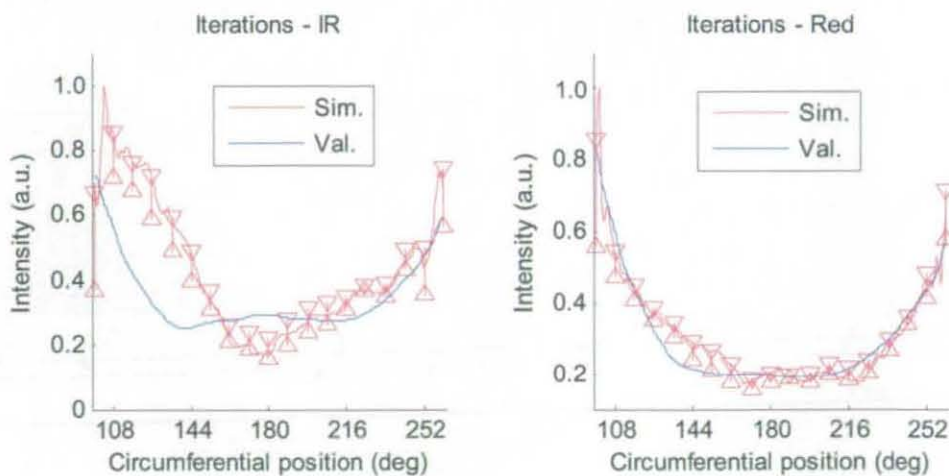 Iterations - IR
Intensity (a.u.)
1.0
0.8
0.6
0.4
0.2
0
Sim.
Val.
108 144 180 216 252
Circumferential position (deg)
Iterations - Red
Intensity (a.u.)
1.0
0.8
0.6
0.4
0.2
Sim.
Val.
108 144 180 216 252
Circumferential position (deg)